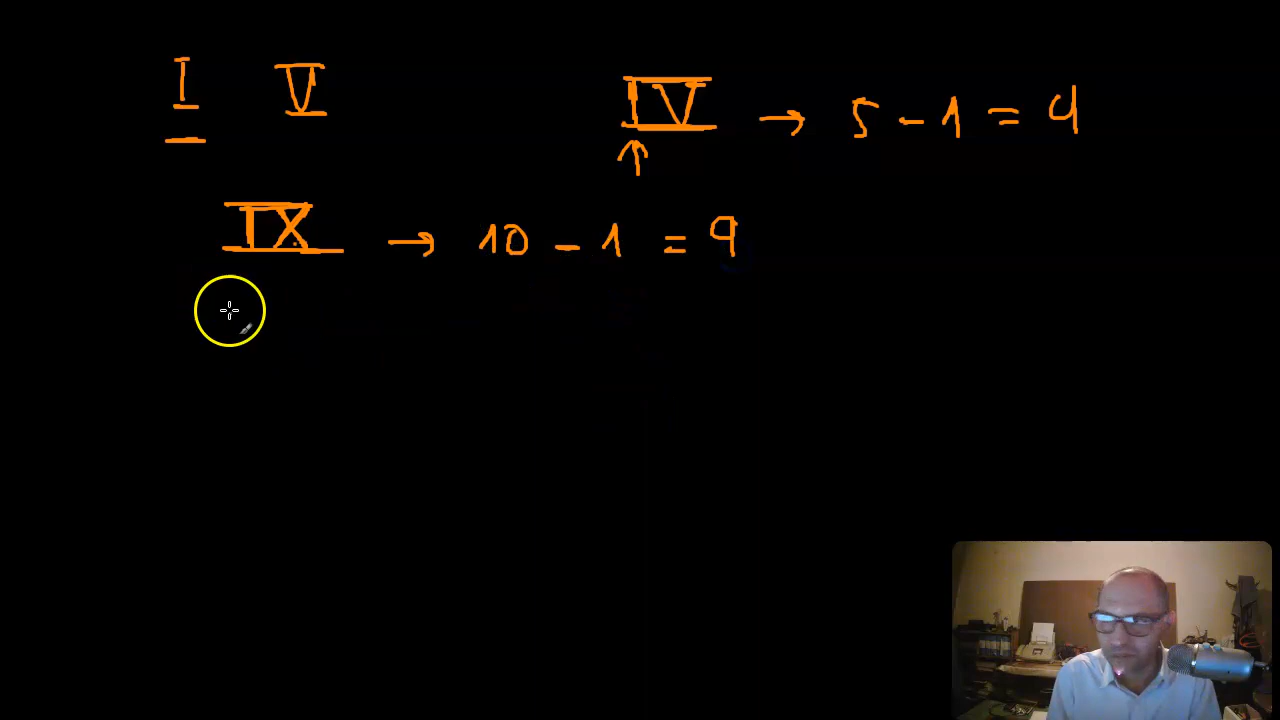 I V
IV → 5 - 1 = 4
IX → 10 - 1 = 9